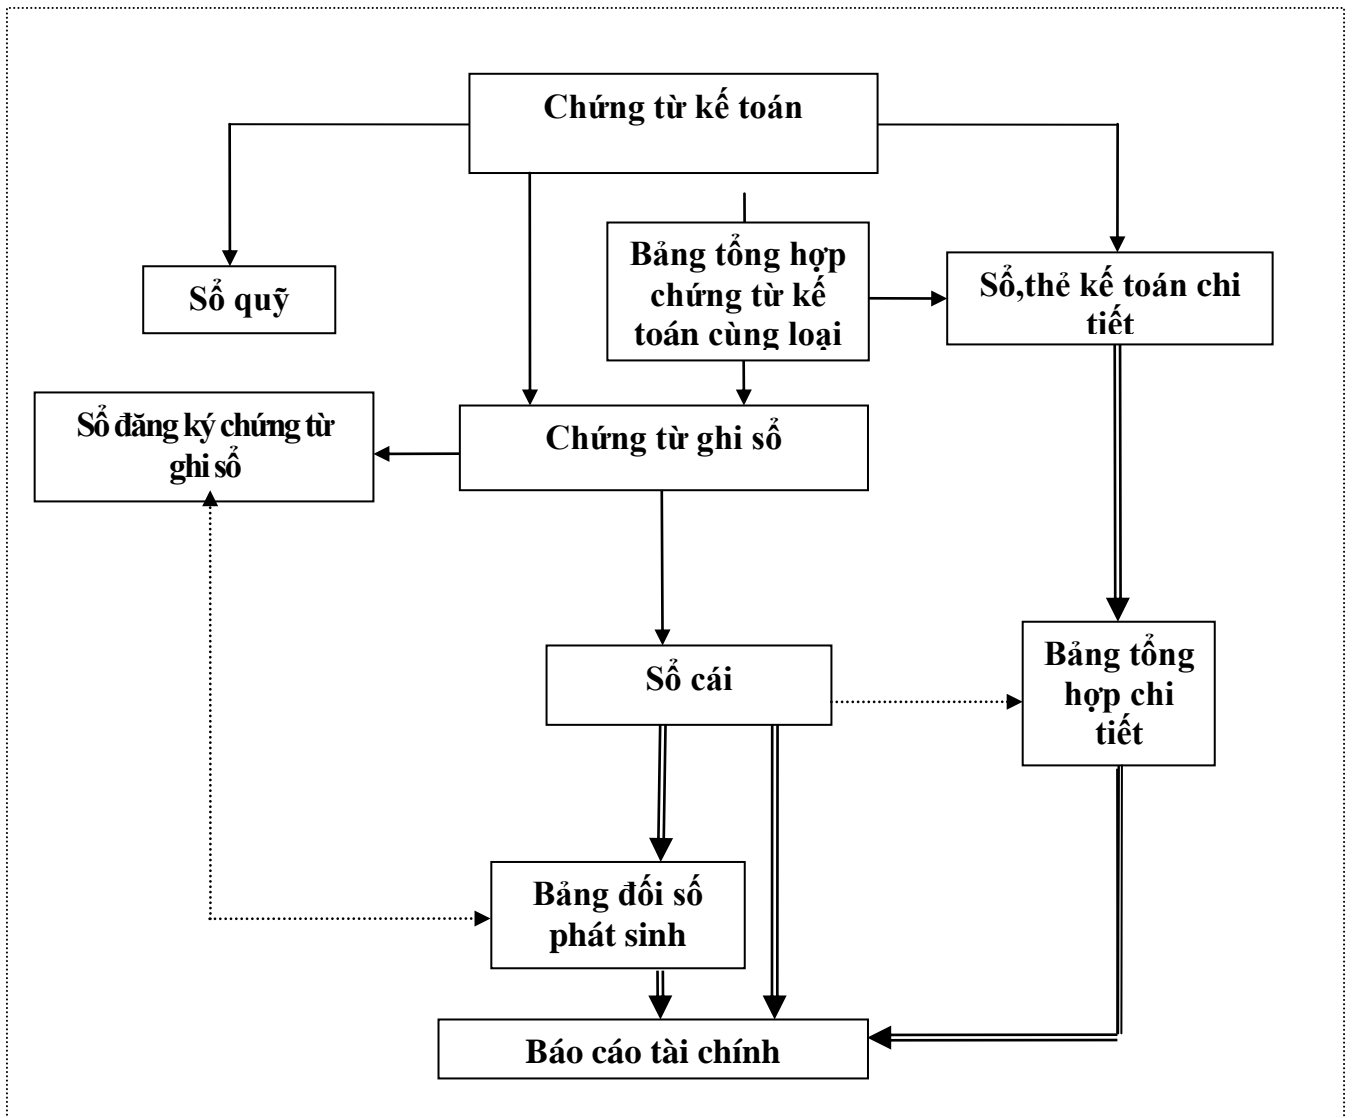 Chứng từ kế toán
Bảng tổng hợp
chứng từ kế
toán cùng loại
Sổ,thẻ kế toán chi
tiết
Sổ quỹ
Sổ đăng ký chứng từ
ghi sổ
Chứng từ ghi sổ
Sổ cái
Bảng tổng
hợp chi
tiết
Bảng đối số
phát sinh
Báo cáo tài chính